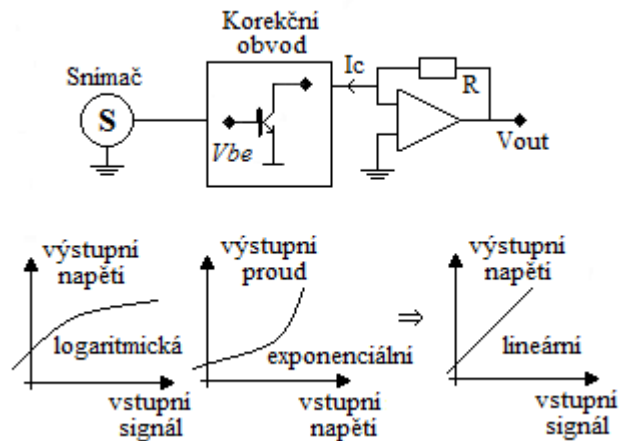 Korekční
obvod
Snímač
Ic
S
R
Vbe
Vout
výstupní
napětí
logaritmická
vstupní
signál
výstupní
proud
exponenciální
vstupní
napětí
⇒
výstupní
napětí
lineární
vstupní
signál